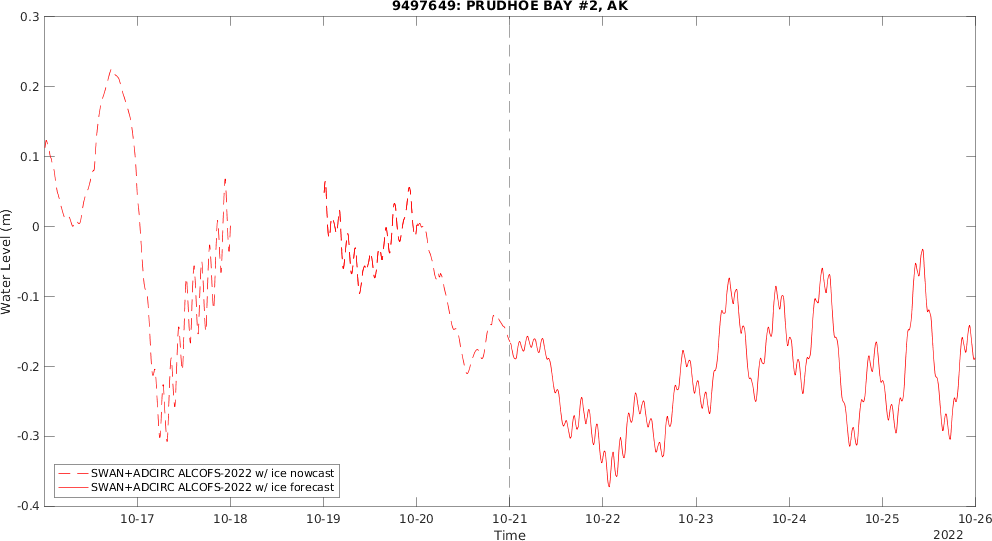 9497649: PRUDHOE BAY #2, AK
0.3
0.2
0.1
0
-0.1
-0.2
-0.3
-0.4
Water Level (m)
SWAN+ADCIRC ALCOFS-2022 w/ ice nowcast
SWAN+ADCIRC ALCOFS-2022 w/ ice forecast
10-17 10-18 10-19 10-20 10-21 10-22 10-23 10-24 10-25 10-26
Time
2022